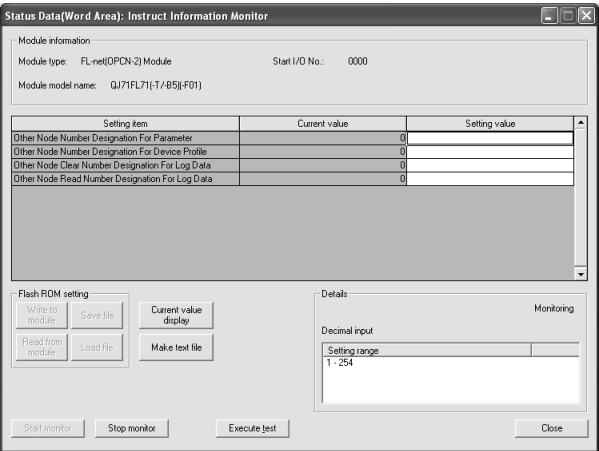 Status Data(Word Area): Instruct Information Monitor
Module information
Module type: FL-net(OPCN-2) Module Start I/O No.: 0000
Module model name: QJ71FL71(-T/-B5)(-F01)
Setting item Current value Setting value
Other Node Number Designation For Parameter 0
Other Node Number Designation For Device Profile 0
Other Node Clear Number Designation For Log Data 0
Other Node Read Number Designation For Log Data 0
Flash ROM setting
Write to module
Save file
Current value display
Read from module
Load file
Make text file
Details
Monitoring
Decimal input
Setting range
1 - 254
Start monitor Stop monitor Execute test Close